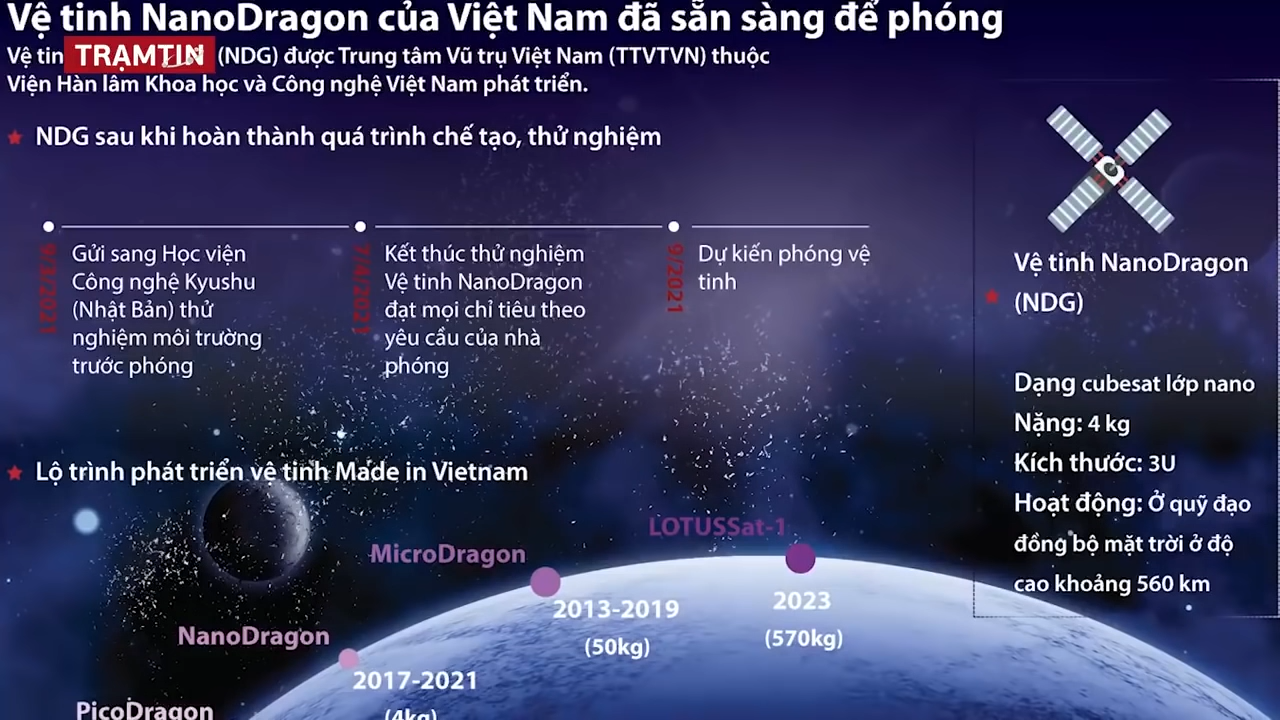 Vệ tinh NanoDragon của Việt Nam đã sẵn sàng để phóng
Vệ tin TRẠMTIN (NDG) được Trung tâm Vũ trụ Việt Nam (TTVTVN) thuộc
Viện Hàn lâm Khoa học và Công nghệ Việt Nam phát triển.
NDG sau khi hoàn thành quá trình chế tạo, thử nghiệm
9/3/2021
Gửi sang Học viện
Công nghệ Kyushu
(Nhật Bản) thử
nghiệm môi trường
trước phóng
7/4/2021
Kết thúc thử nghiệm
Vệ tinh NanoDragon
đạt mọi chỉ tiêu theo
yêu cầu của nhà
phóng
9/2021
Dự kiến phóng vệ
tinh
Vệ tinh NanoDragon
(NDG)
Dạng cubesat lớp nano
Nặng: 4 kg
Kích thước: 3U
Hoạt động: Ở quỹ đạo
đồng bộ mặt trời ở độ
cao khoảng 560 km
Lộ trình phát triển vệ tinh Made in Vietnam
LOTUSSat-1
2023
(570kg)
MicroDragon
2013-2019
(50kg)
NanoDragon
2017-2021
(4kg)
PicoDragon